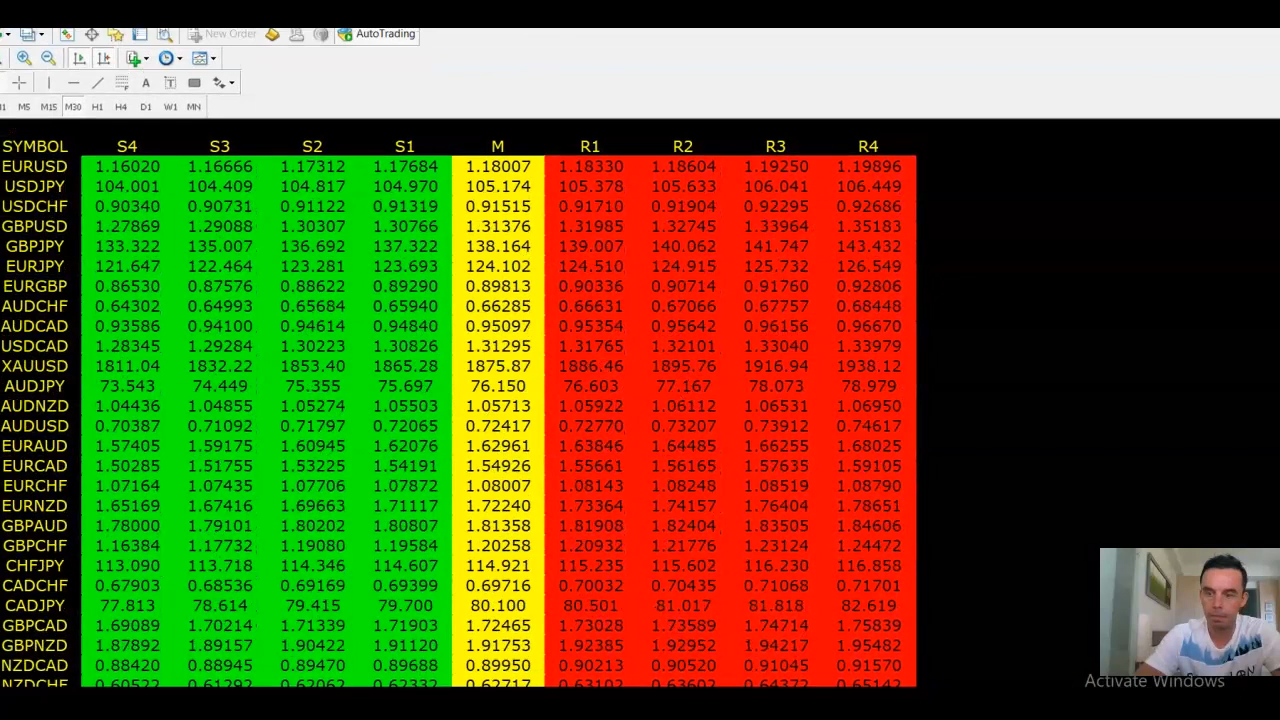 New Order AutoTrading
A T
M5 M15 M30 H1 H4 D1 W1 MN
SYMBOL S4 S3 S2 S1 M R1 R2 R3 R4
EURUSD 1.16020 1.16666 1.17312 1.17684 1.18007 1.18330 1.18604 1.19250 1.19896
USDJPY 104.001 104.409 104.817 104.970 105.174 105.378 105.633 106.041 106.449
USDCHF 0.90340 0.90731 0.91122 0.91319 0.91515 0.91710 0.91904 0.92295 0.92686
GBPUSD 1.27869 1.29088 1.30307 1.30766 1.31376 1.31985 1.32745 1.33964 1.35183
GBPJPY 133.322 135.007 136.692 137.322 138.164 139.007 140.062 141.747 143.432
EURJPY 121.647 122.464 123.281 123.693 124.102 124.510 124.915 125.732 126.549
EURGBP 0.86530 0.87576 0.88622 0.89290 0.89813 0.90336 0.90714 0.91760 0.92806
AUDCHF 0.64302 0.64993 0.65684 0.65940 0.66285 0.66631 0.67066 0.67757 0.68448
AUDCAD 0.93586 0.94100 0.94614 0.94840 0.95097 0.95354 0.95642 0.96156 0.96670
USDCAD 1.28345 1.29284 1.30223 1.30826 1.31295 1.31765 1.32101 1.33040 1.33979
XAUUSD 1811.04 1832.22 1853.40 1865.28 1875.87 1886.46 1895.76 1916.94 1938.12
AUDJPY 73.543 74.449 75.355 75.697 76.150 76.603 77.167 78.073 78.979
AUDNZD 1.04436 1.04855 1.05274 1.05503 1.05713 1.05922 1.06112 1.06531 1.06950
AUDUSD 0.70387 0.71092 0.71797 0.72065 0.72417 0.72770 0.73207 0.73912 0.74617
EURAUD 1.57405 1.59175 1.60945 1.62076 1.62961 1.63846 1.64485 1.66255 1.68025
EURCAD 1.50285 1.51755 1.53225 1.54191 1.54926 1.55661 1.56165 1.57635 1.59105
EURCHF 1.07164 1.07435 1.07706 1.07872 1.08007 1.08143 1.08248 1.08519 1.08790
EURNZD 1.65169 1.67416 1.69663 1.71117 1.72240 1.73364 1.74157 1.76404 1.78651
GBPAUD 1.78000 1.79101 1.80202 1.80807 1.81358 1.81908 1.82404 1.83505 1.84606
GBPCHF 1.16384 1.17732 1.19080 1.19584 1.20258 1.20932 1.21776 1.23124 1.24472
CHFJPY 113.090 113.718 114.346 114.607 114.921 115.235 115.602 116.230 116.858
CADCHF 0.67903 0.68536 0.69169 0.69399 0.69716 0.70032 0.70435 0.71068 0.71701
CADJPY 77.813 78.614 79.415 79.700 80.100 80.501 81.017 81.818 82.619
GBPCAD 1.69089 1.70214 1.71339 1.71903 1.72465 1.73028 1.73589 1.74714 1.75839
GBPNZD 1.87892 1.89157 1.90422 1.91120 1.91753 1.92385 1.92952 1.94217 1.95482
NZDCAD 0.88420 0.88945 0.89470 0.89688 0.89950 0.90213 0.90520 0.91045 0.91570
NZDCHF 0.60522 0.61292 0.62062 0.62332 0.62717 0.63102 0.63602 0.64372 0.65142
Activate Windows